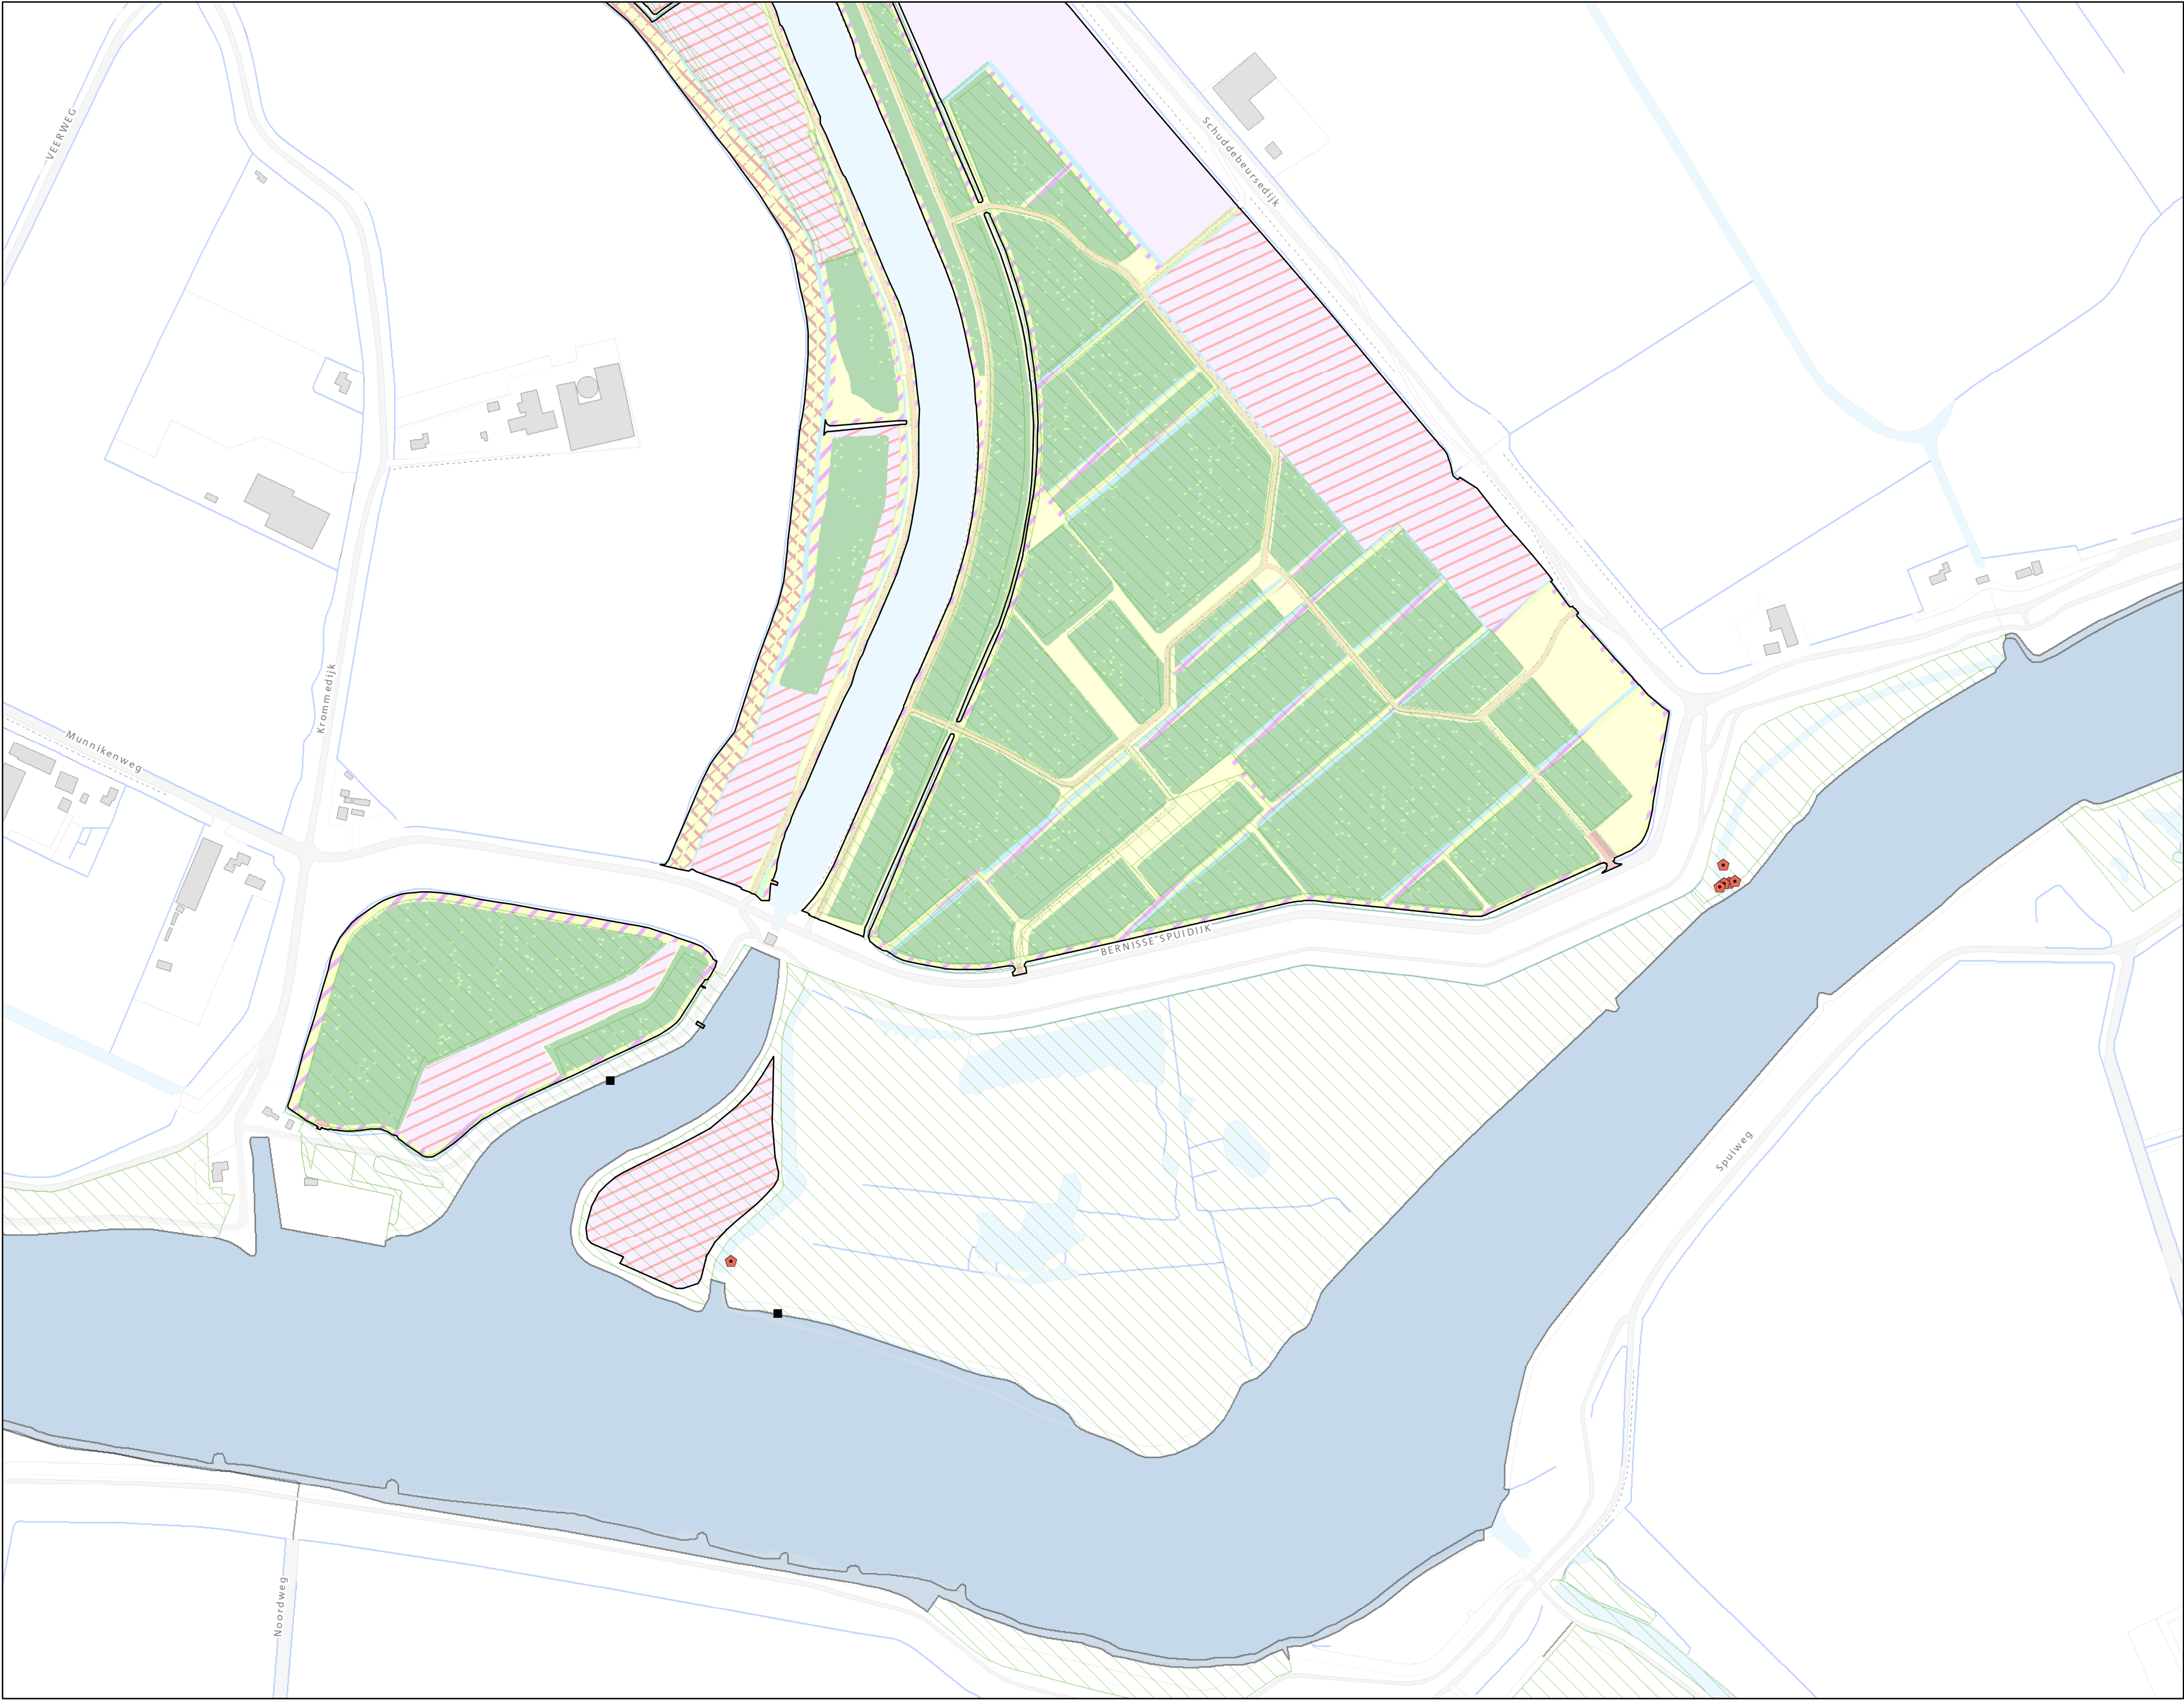 VEERWEG
Schuddebeursedijk
Krommedijk
Munnikenweg
BERNISSE SPUIDIJK
Spuiweg
Noordweg